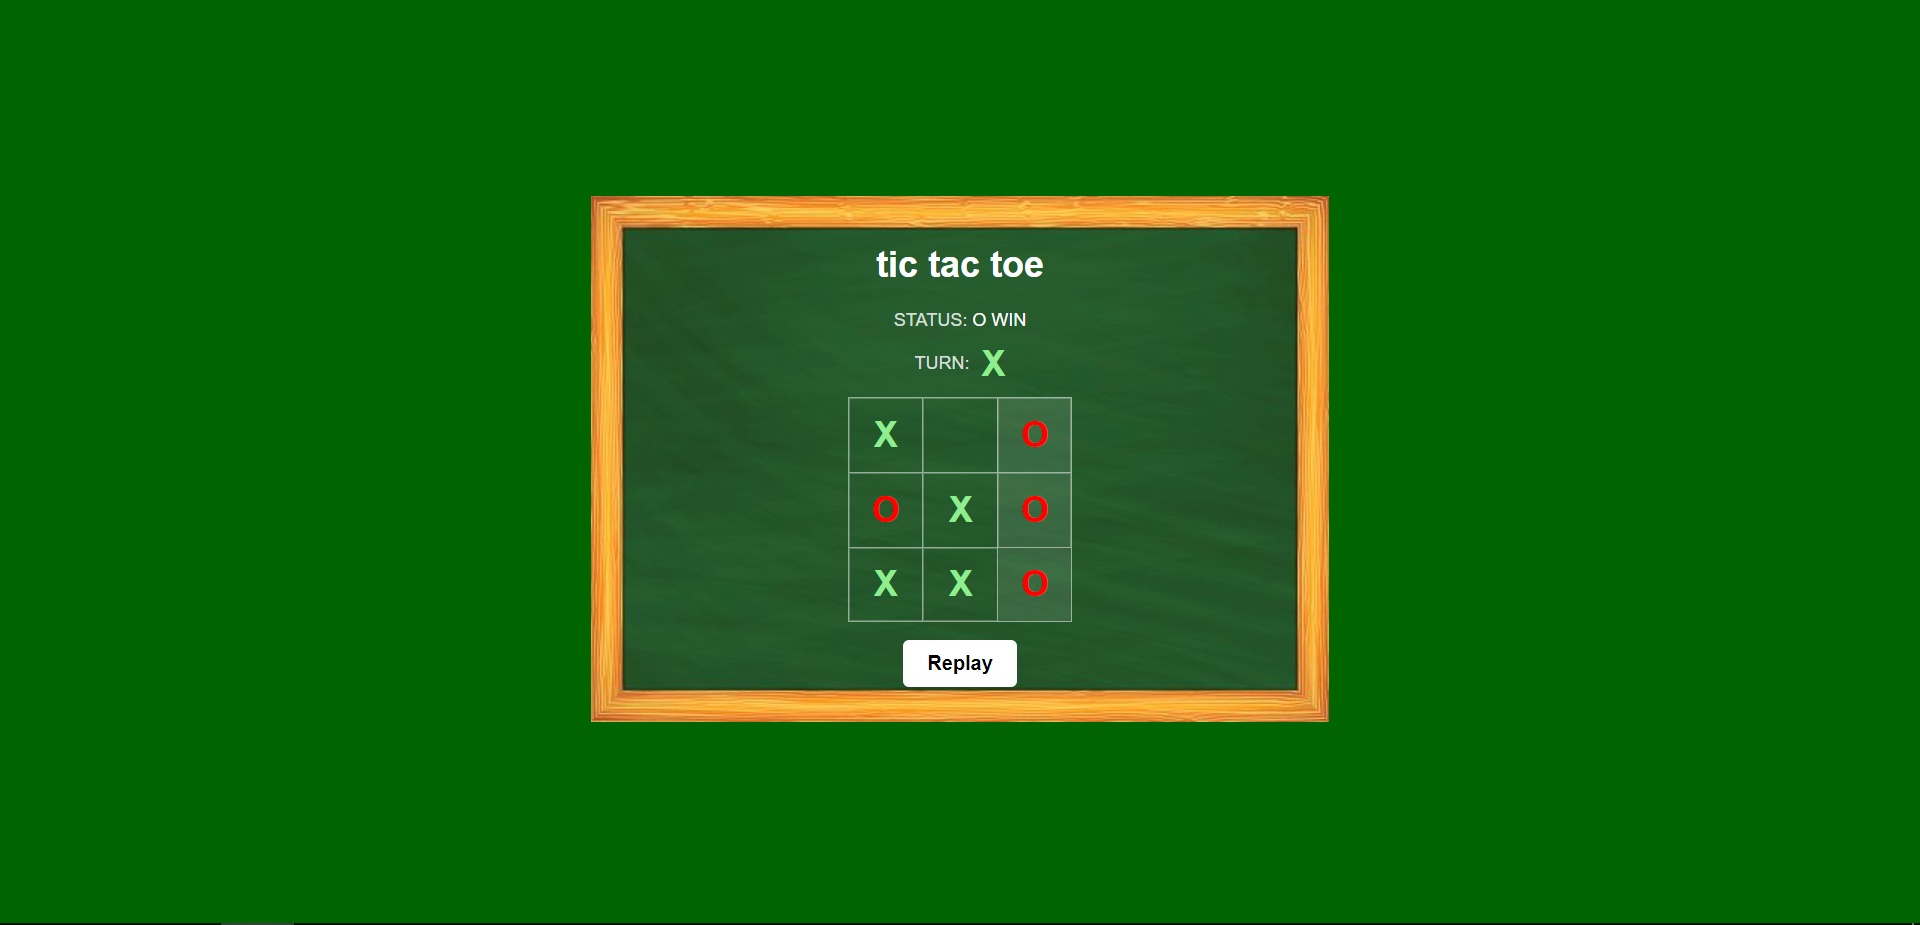 tic tac toe
STATUS: O WIN
TURN: X
X O
O X O
X X O
Replay